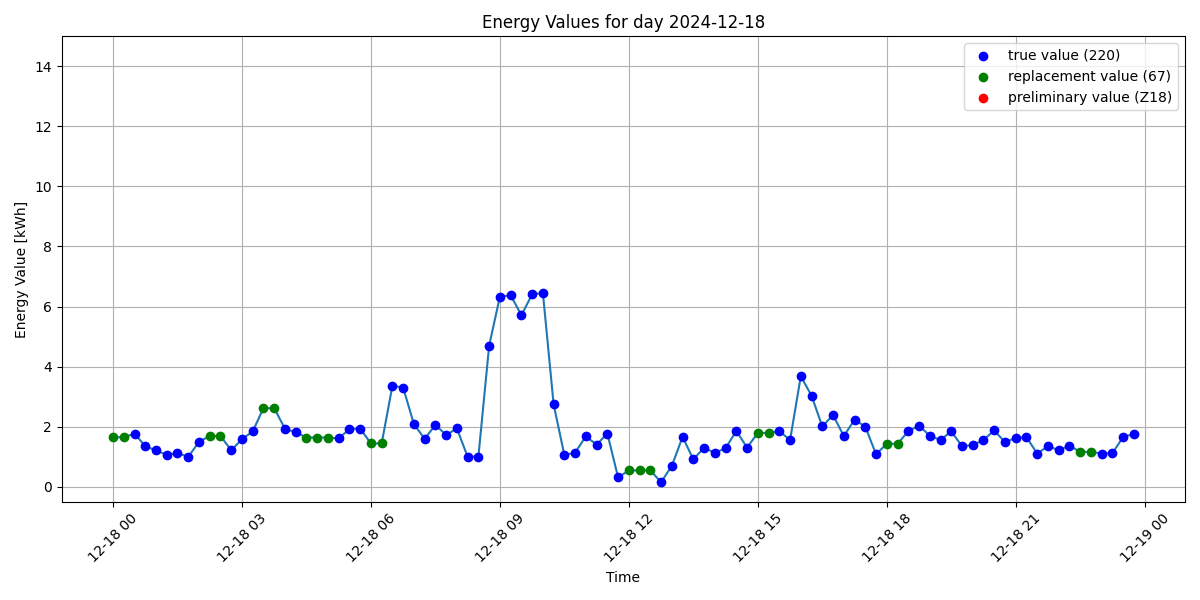 Energy Values for day 2024-12-18
true value (220)
replacement value (67)
preliminary value (Z18)
Energy Value [kWh]
14
12
10
8
6
4
2
0
12-18 00
12-18 03
12-18 06
12-18 09
12-18 12
12-18 15
12-18 18
12-18 21
12-19 00
Time